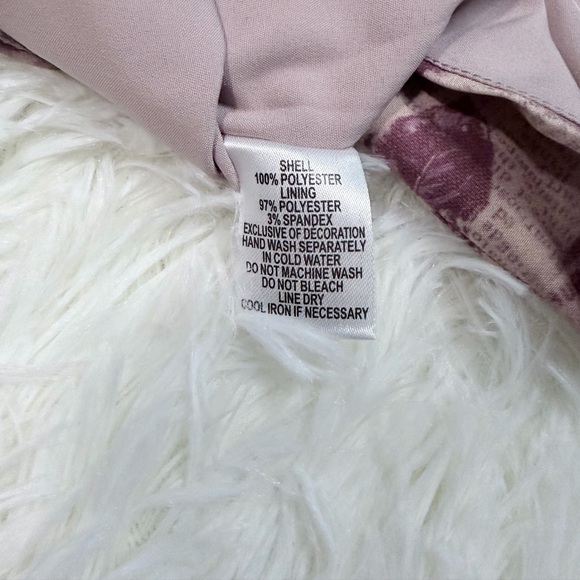 SHELL
100% POLYESTER
LINING
97% POLYESTER
3% SPANDEX
EXCLUSIVE OF DECORATION
HAND WASH SEPARATELY
IN COLD WATER
DO NOT MACHINE WASH
DO NOT BLEACH
LINE DRY
COOL IRON IF NECESSARY